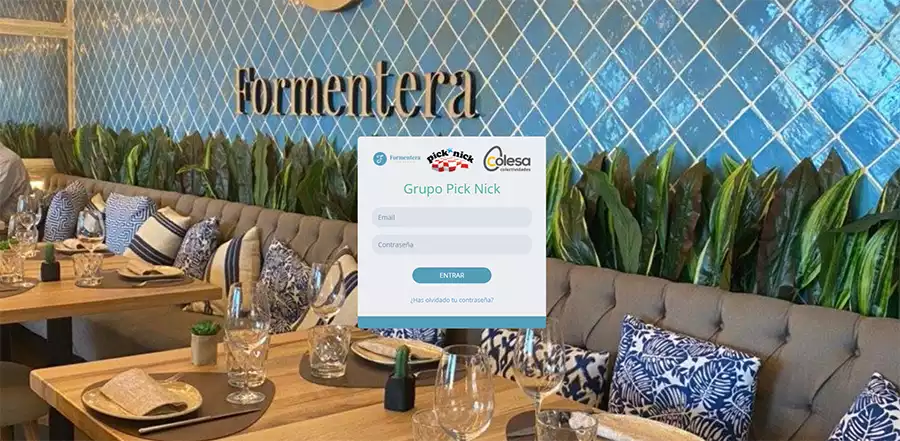 Formentera
Formentera
pick nick
Colesa
colectividades
Grupo Pick Nick
Email
Contraseña
ENTRAR
¿Has olvidado tu contraseña?